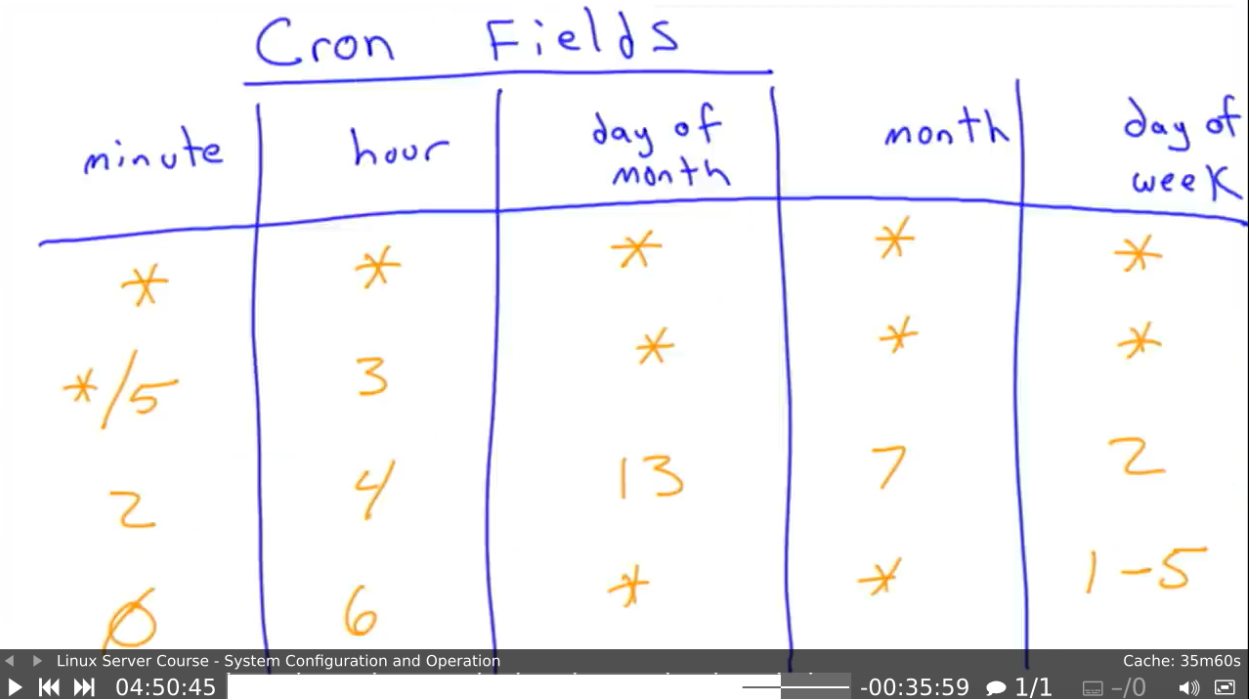 Cron Fields
minute hour day of month month day of week
* * * * *
*/5 3 * * *
2 4 13 7 2
0 6 * * 1-5
Linux Server Course - System Configuration and Operation Cache: 35m60s
04:50:45 -00:35:59 1/1 -/0